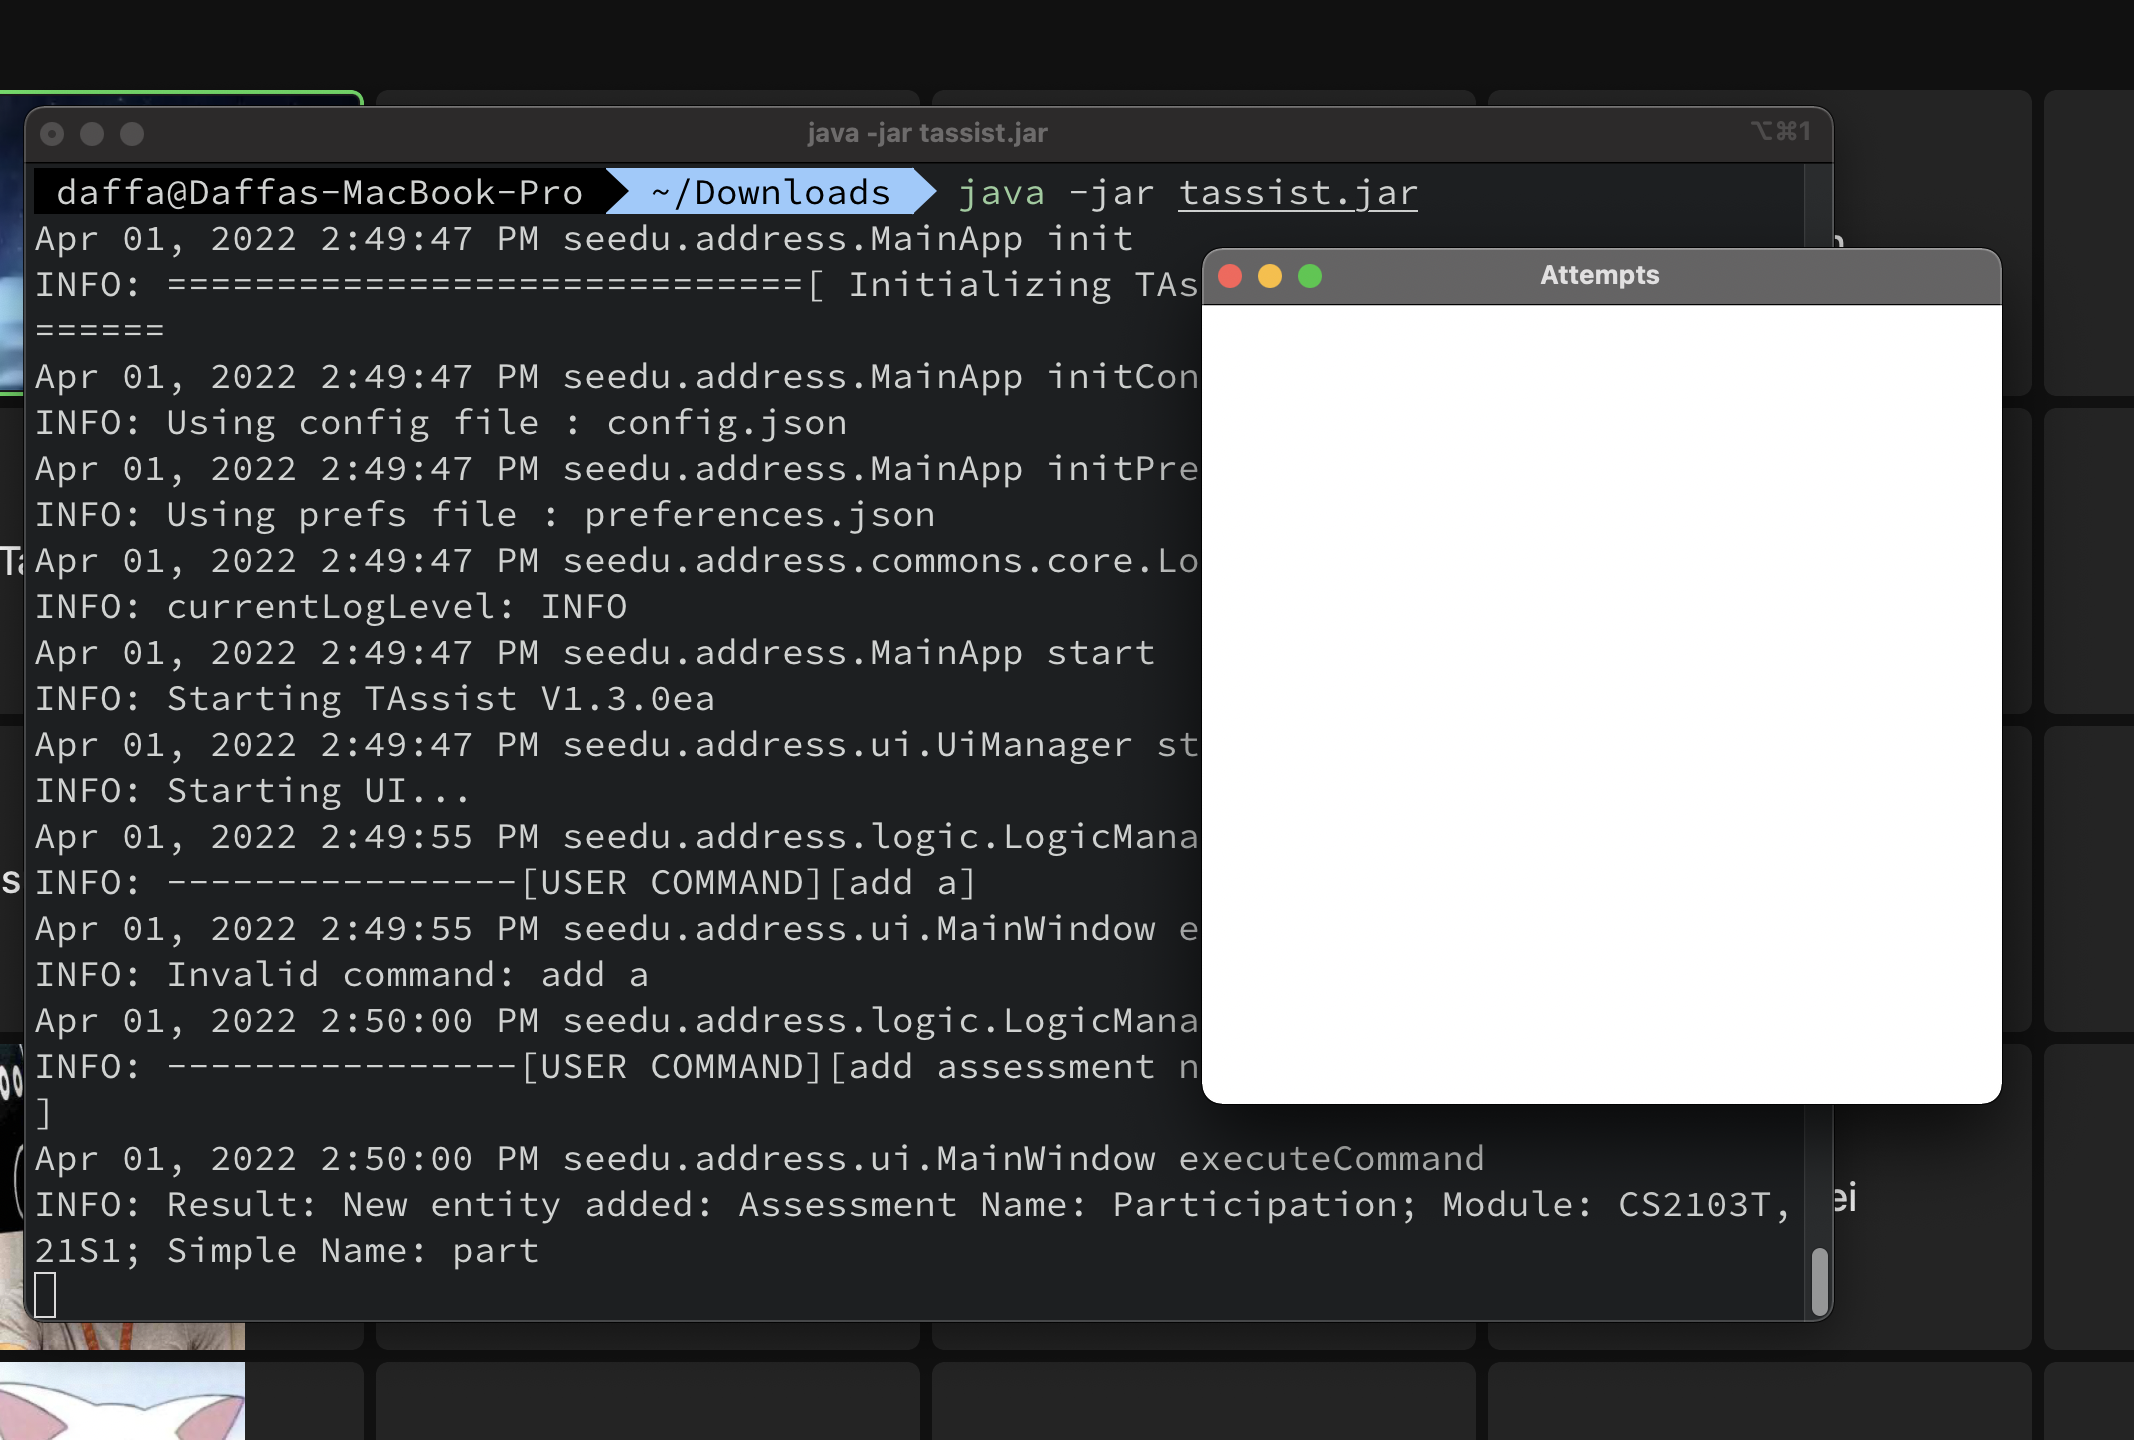 java -jar tassist.jar
⌥⌘1
daffa@Daffas-MacBook-Pro ~/Downloads java -jar tassist.jar
Apr 01, 2022 2:49:47 PM seedu.address.MainApp init
INFO: =============================[ Initializing TAs
======
Apr 01, 2022 2:49:47 PM seedu.address.MainApp initCon
INFO: Using config file : config.json
Apr 01, 2022 2:49:47 PM seedu.address.MainApp initPre
INFO: Using prefs file : preferences.json
Apr 01, 2022 2:49:47 PM seedu.address.commons.core.Lo
INFO: currentLogLevel: INFO
Apr 01, 2022 2:49:47 PM seedu.address.MainApp start
INFO: Starting TAssist V1.3.0ea
Apr 01, 2022 2:49:47 PM seedu.address.ui.UiManager st
INFO: Starting UI...
Apr 01, 2022 2:49:55 PM seedu.address.logic.LogicMana
INFO: ----------------[USER COMMAND][add a]
Apr 01, 2022 2:49:55 PM seedu.address.ui.MainWindow e
INFO: Invalid command: add a
Apr 01, 2022 2:50:00 PM seedu.address.logic.LogicMana
INFO: ----------------[USER COMMAND][add assessment n
]
Apr 01, 2022 2:50:00 PM seedu.address.ui.MainWindow executeCommand
INFO: Result: New entity added: Assessment Name: Participation; Module: CS2103T,
21S1; Simple Name: part
Attempts
ei